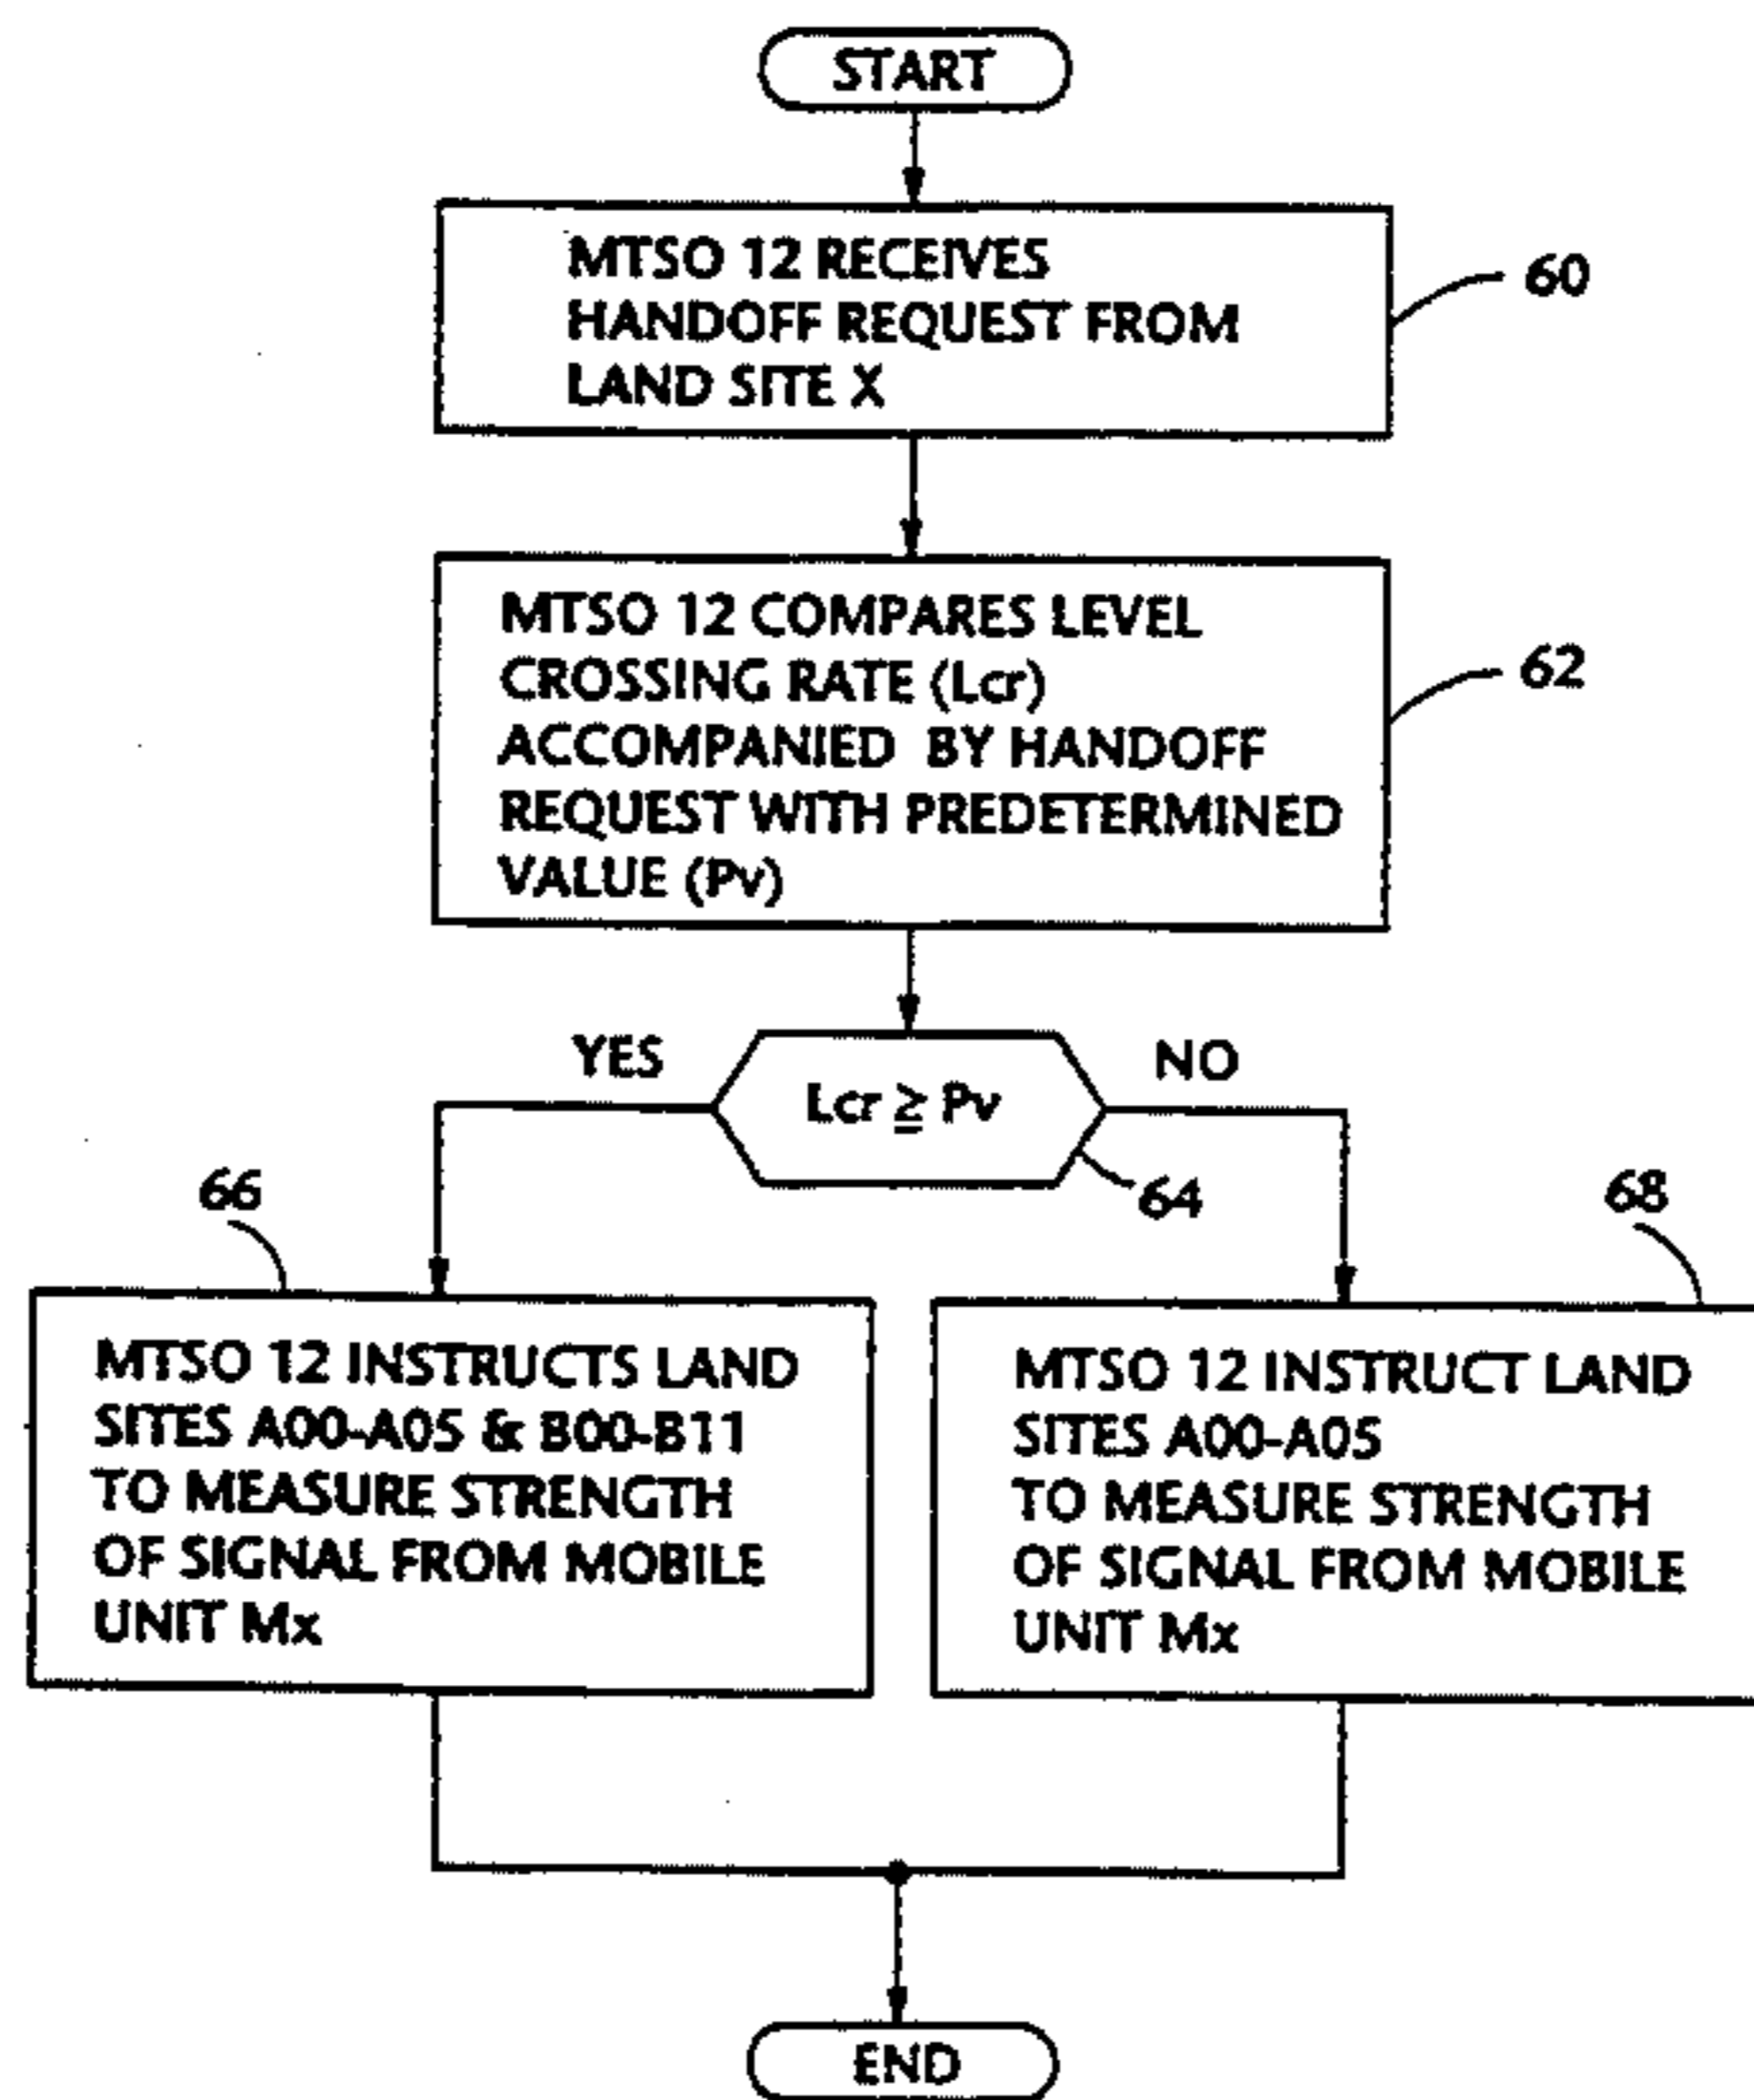 START
MTSO 12 RECEIVES
HANDOFF REQUEST FROM
LAND SITE X
60
MTSO 12 COMPARES LEVEL
CROSSING RATE (Lcr)
ACCOMPANIED BY HANDOFF
REQUEST WITH PREDETERMINED
VALUE (Pv)
62
YES
Lcr ≧ Pv
NO
64
66
MTSO 12 INSTRUCTS LAND
SITES A00-A05 & B00-B11
TO MEASURE STRENGTH
OF SIGNAL FROM MOBILE
UNIT Mx
68
MTSO 12 INSTRUCT LAND
SITES A00-A05
TO MEASURE STRENGTH
OF SIGNAL FROM MOBILE
UNIT Mx
END